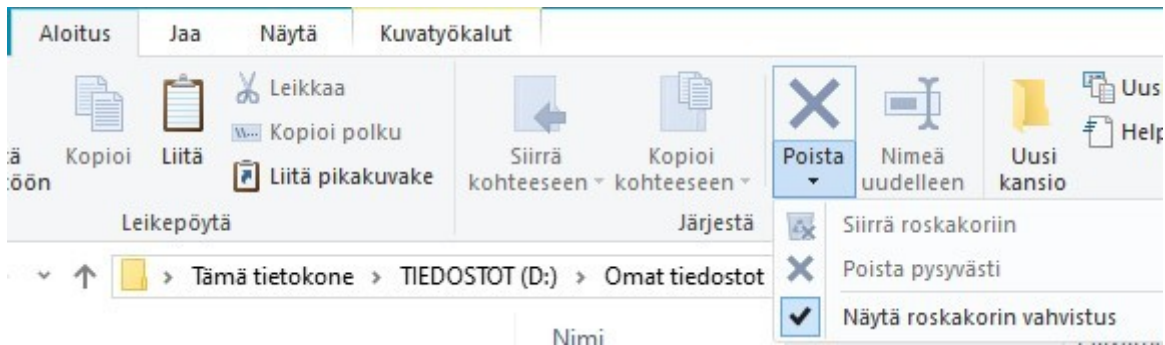 Aloitus Jaa Näytä Kuvatyökalut
Leikkaa
Kopioi polku
Liitä pikakuvake
Kopioi
Liitä
Leikepöytä
Siirrä
kohteeseen
Kopioi
kohteeseen
Poista
Nimeä
uudelleen
Järjestä
Uusi
kansio
Siirrä roskakoriin
Poista pysyvästi
Näytä roskakorin vahvistus
Tämä tietokone > TIEDOSTOT (D:) > Omat tiedostot
Nimi